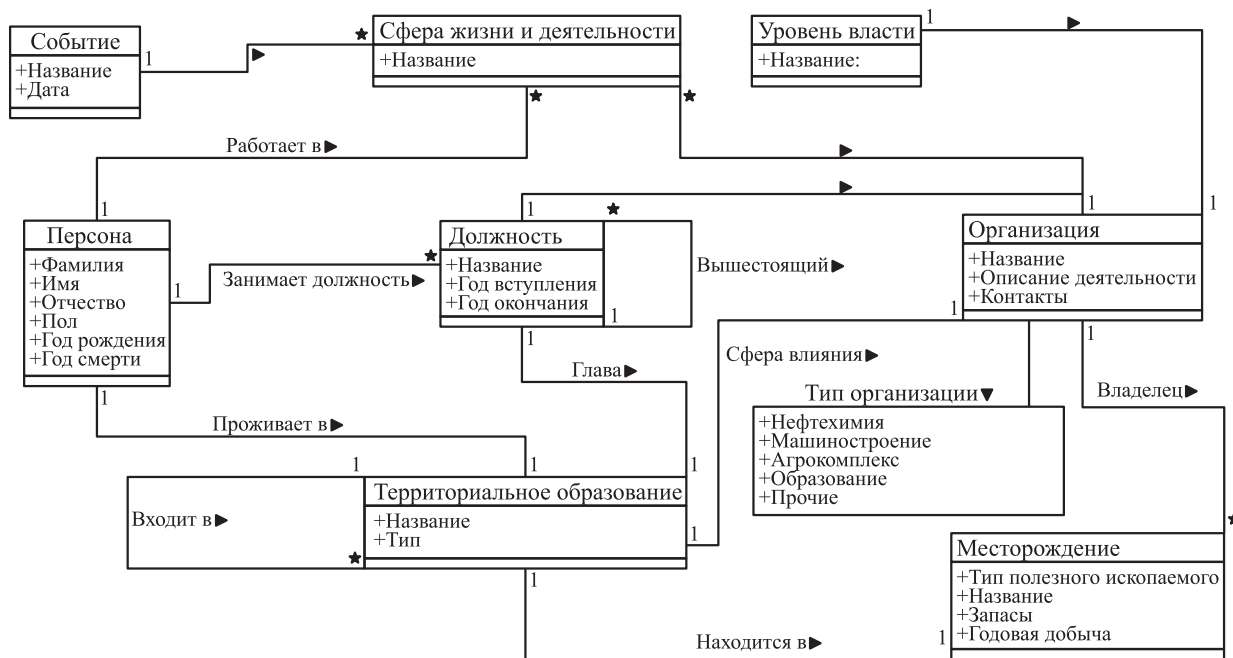 Событие
+Название
+Дата
1
★
Сфера жизни и деятельности
+Название
★
★
Уровень власти
+Название:
1
Работает в
1
Персона
+Фамилия
+Имя
+Отчество
+Пол
+Год рождения
+Год смерти
1
1
Занимает должность
★
1
★
Должность
+Название
+Год вступления
+Год окончания
1
1
Вышестоящий
1
1
Организация
+Название
+Описание деятельности
+Контакты
1
1
Сфера влияния
Глава
Тип организации
+Нефтехимия
+Машиностроение
+Агрокомплекс
+Образование
+Прочие
Владелец
Проживает в
1
1
1
Входит в
★
Территориальное образование
+Название
+Тип
1
1
★
Месторождение
+Тип полезного ископаемого
+Название
+Запасы
+Годовая добыча
Находится в
1